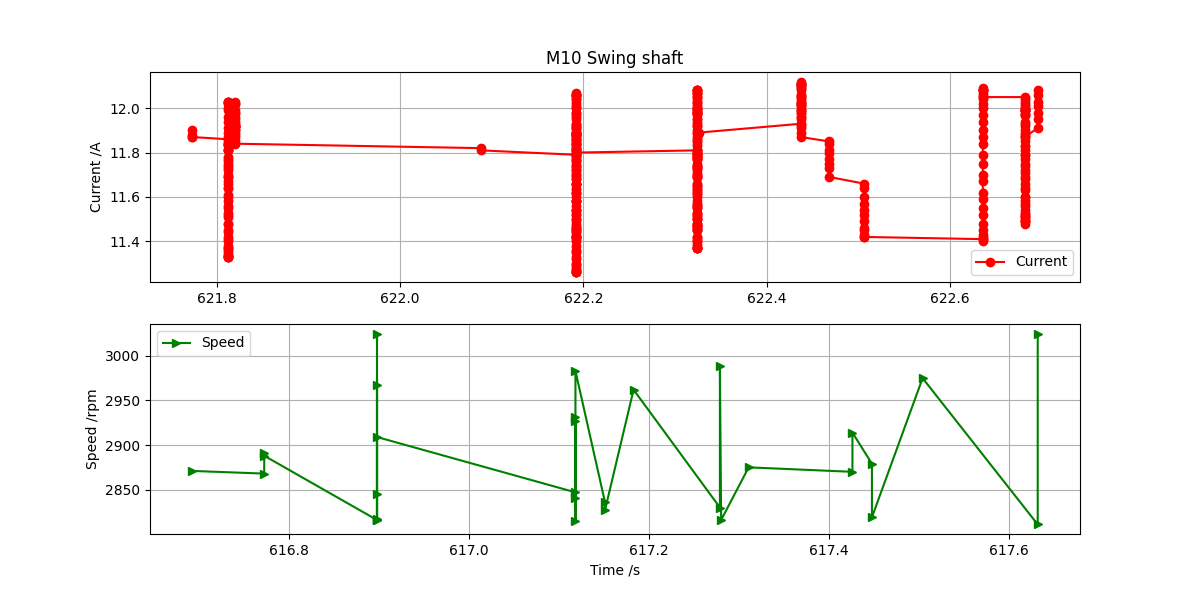 M10 Swing shaft
Current /A
12.0
11.8
11.6
11.4
Current
621.8 622.0 622.2 622.4 622.6
Speed /rpm
3000
2950
2900
2850
Speed
616.8 617.0 617.2 617.4 617.6
Time /s